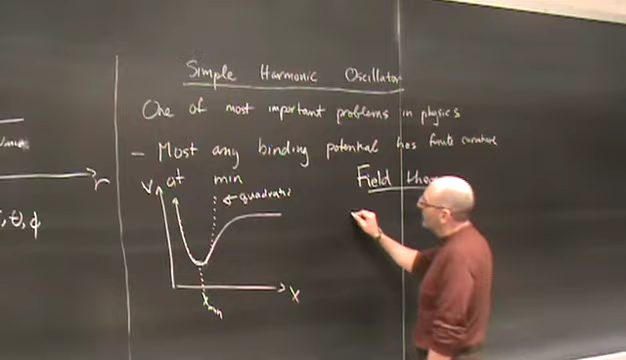 Simple Harmonic Oscillator
One of most important problems in physics
- Most any binding potential has finite curvature
at min
Field
V
quadratic
x
x min
r
, θ, φ